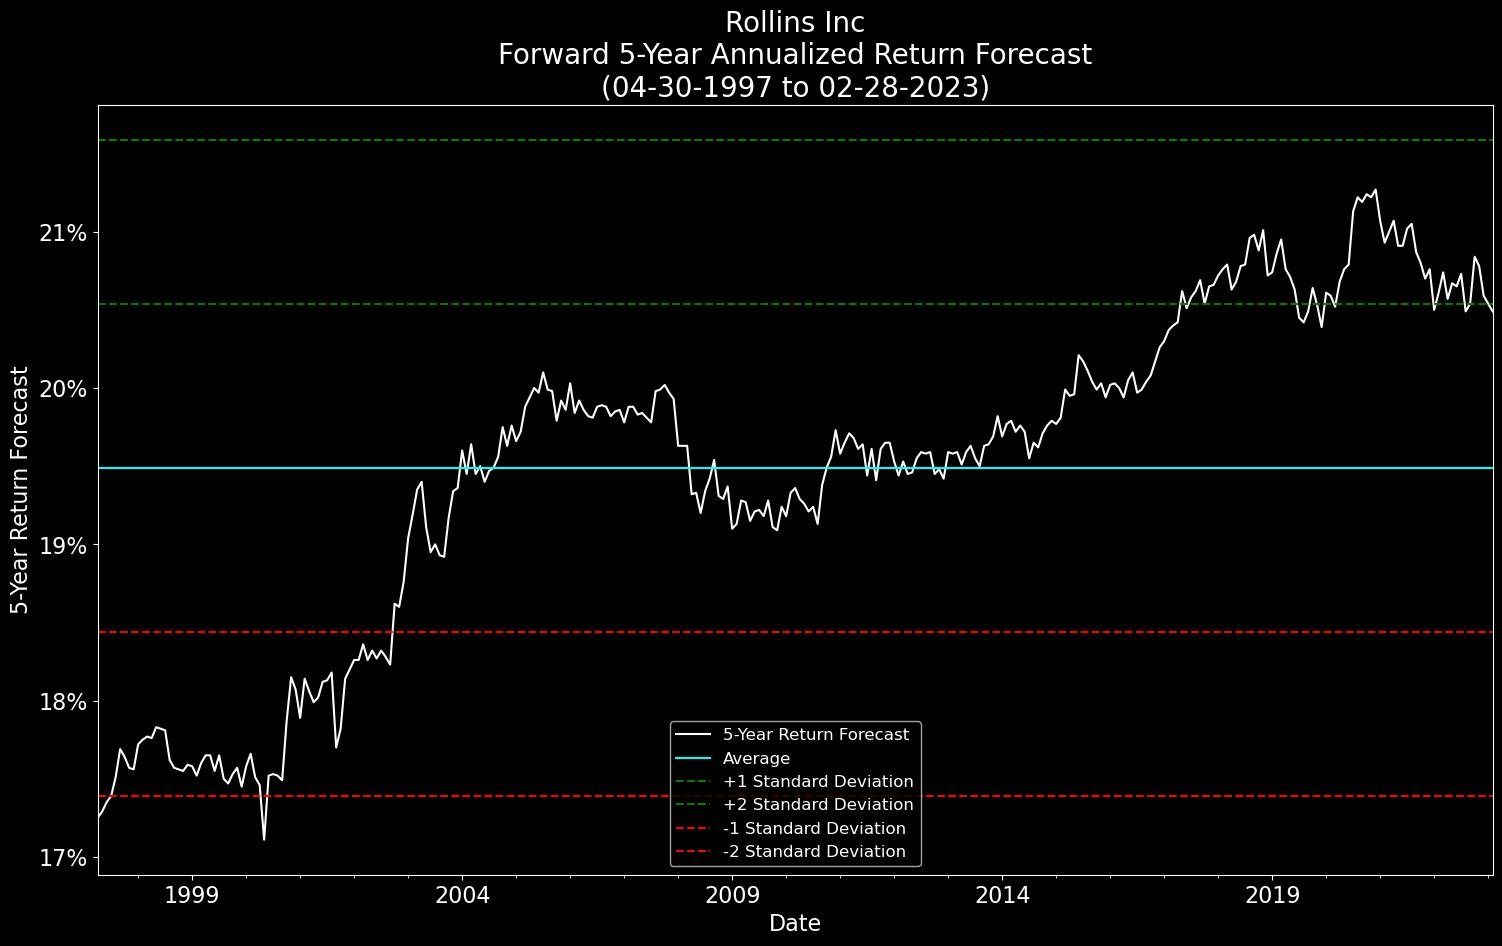 Rollins Inc
Forward 5-Year Annualized Return Forecast
(04-30-1997 to 02-28-2023)
5-Year Return Forecast
21%
20%
19%
18%
17%
5-Year Return Forecast
Average
+1 Standard Deviation
+2 Standard Deviation
-1 Standard Deviation
-2 Standard Deviation
1999
2004
2009
2014
2019
Date